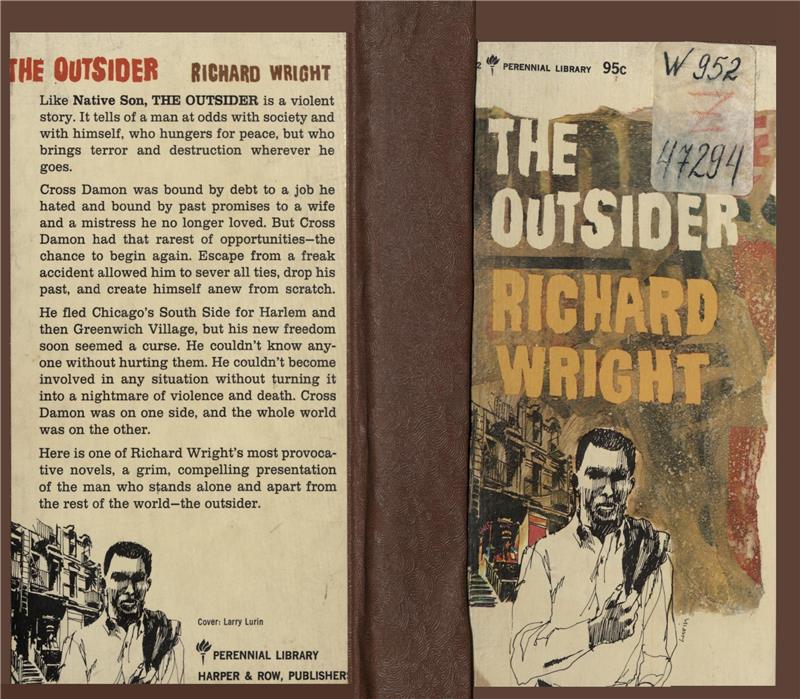 THE OUTSIDER RICHARD WRIGHT
Like Native Son, THE OUTSIDER is a violent
story. It tells of a man at odds with society and
with himself, who hungers for peace, but who
brings terror and destruction wherever he
goes.
Cross Damon was bound by debt to a job he
hated and bound by past promises to a wife
and a mistress he no longer loved. But Cross
Damon had that rarest of opportunities—the
chance to begin again. Escape from a freak
accident allowed him to sever all ties, drop his
past, and create himself anew from scratch.
He fled Chicago's South Side for Harlem and
then Greenwich Village, but his new freedom
soon seemed a curse. He couldn't know any-
one without hurting them. He couldn't become
involved in any situation without turning it
into a nightmare of violence and death. Cross
Damon was on one side, and the whole world
was on the other.
Here is one of Richard Wright's most provoca-
tive novels, a grim, compelling presentation
of the man who stands alone and apart from
the rest of the world—the outsider.
Cover: Larry Lurin
PERENNIAL LIBRARY
HARPER & ROW, PUBLISHERS
2 PERENNIAL LIBRARY 95c
W 952
Z
47294
THE
OUTSIDER
RICHARD
WRIGHT
Lurin